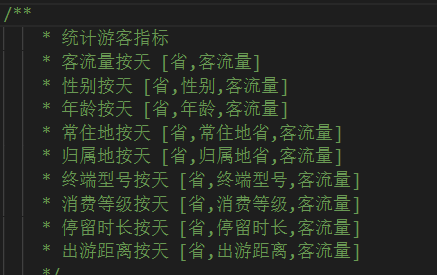 /**
* 统计游客指标
* 客流量按天 [省,客流量]
* 性别按天 [省,性别,客流量]
* 年龄按天 [省,年龄,客流量]
* 常住地按天 [省,常住地省,客流量]
* 归属地按天 [省,归属地省,客流量]
* 终端型号按天 [省,终端型号,客流量]
* 消费等级按天 [省,消费等级,客流量]
* 停留时长按天 [省,停留时长,客流量]
* 出游距离按天 [省,出游距离,客流量]
*/